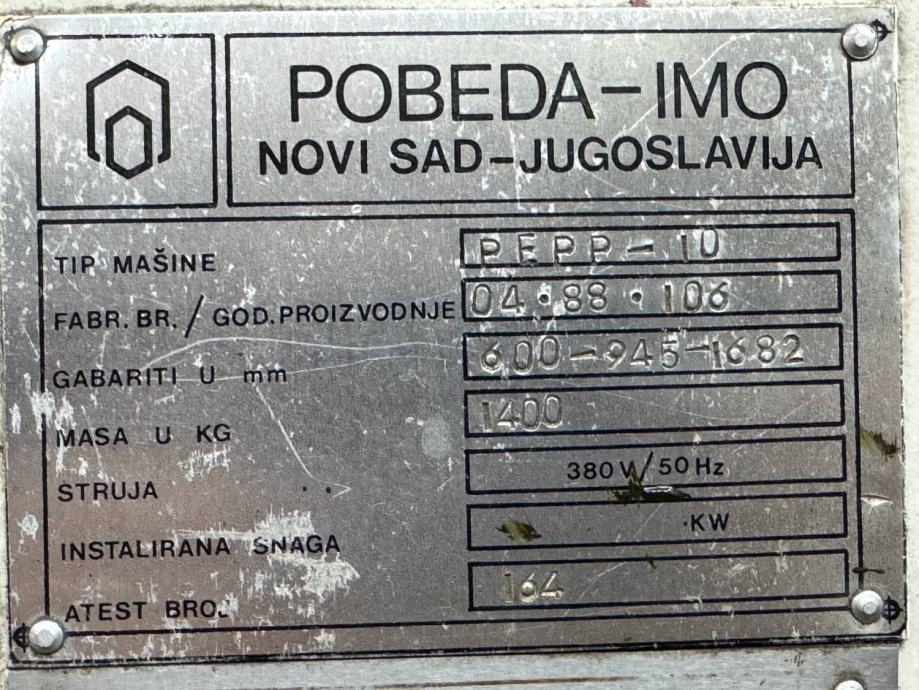 POBEDA-IMO
NOVI SAD-JUGOSLAVIJA
TIP MAŠINE PEPP-10
FABR. BR./GOD. PROIZVODNJE 04.88.106
GABARITI U mm 600-945-1682
MASA U KG 1400
STRUJA 380 V/50 Hz
INSTALIRANA SNAGA KW
ATEST BROJ 164